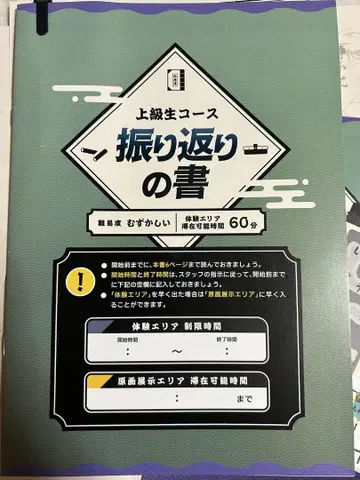 上級生コース
振り返り
の書
難易度 むずかしい
体験エリア
滞在可能時間 60分
● 開始前までに、本書6ページまで読んでおきましょう。
● 開始時間と終了時間は、スタッフの指示に従って、開始前まで
に下記の空欄に記入しておきましょう。
● 「体験エリア」を早く出た場合は「原画展示エリア」に早く入
ることができます。
!
体験エリア 制限時間
開始時間 終了時間
: ～ :
原画展示エリア 滞在可能時間
: まで